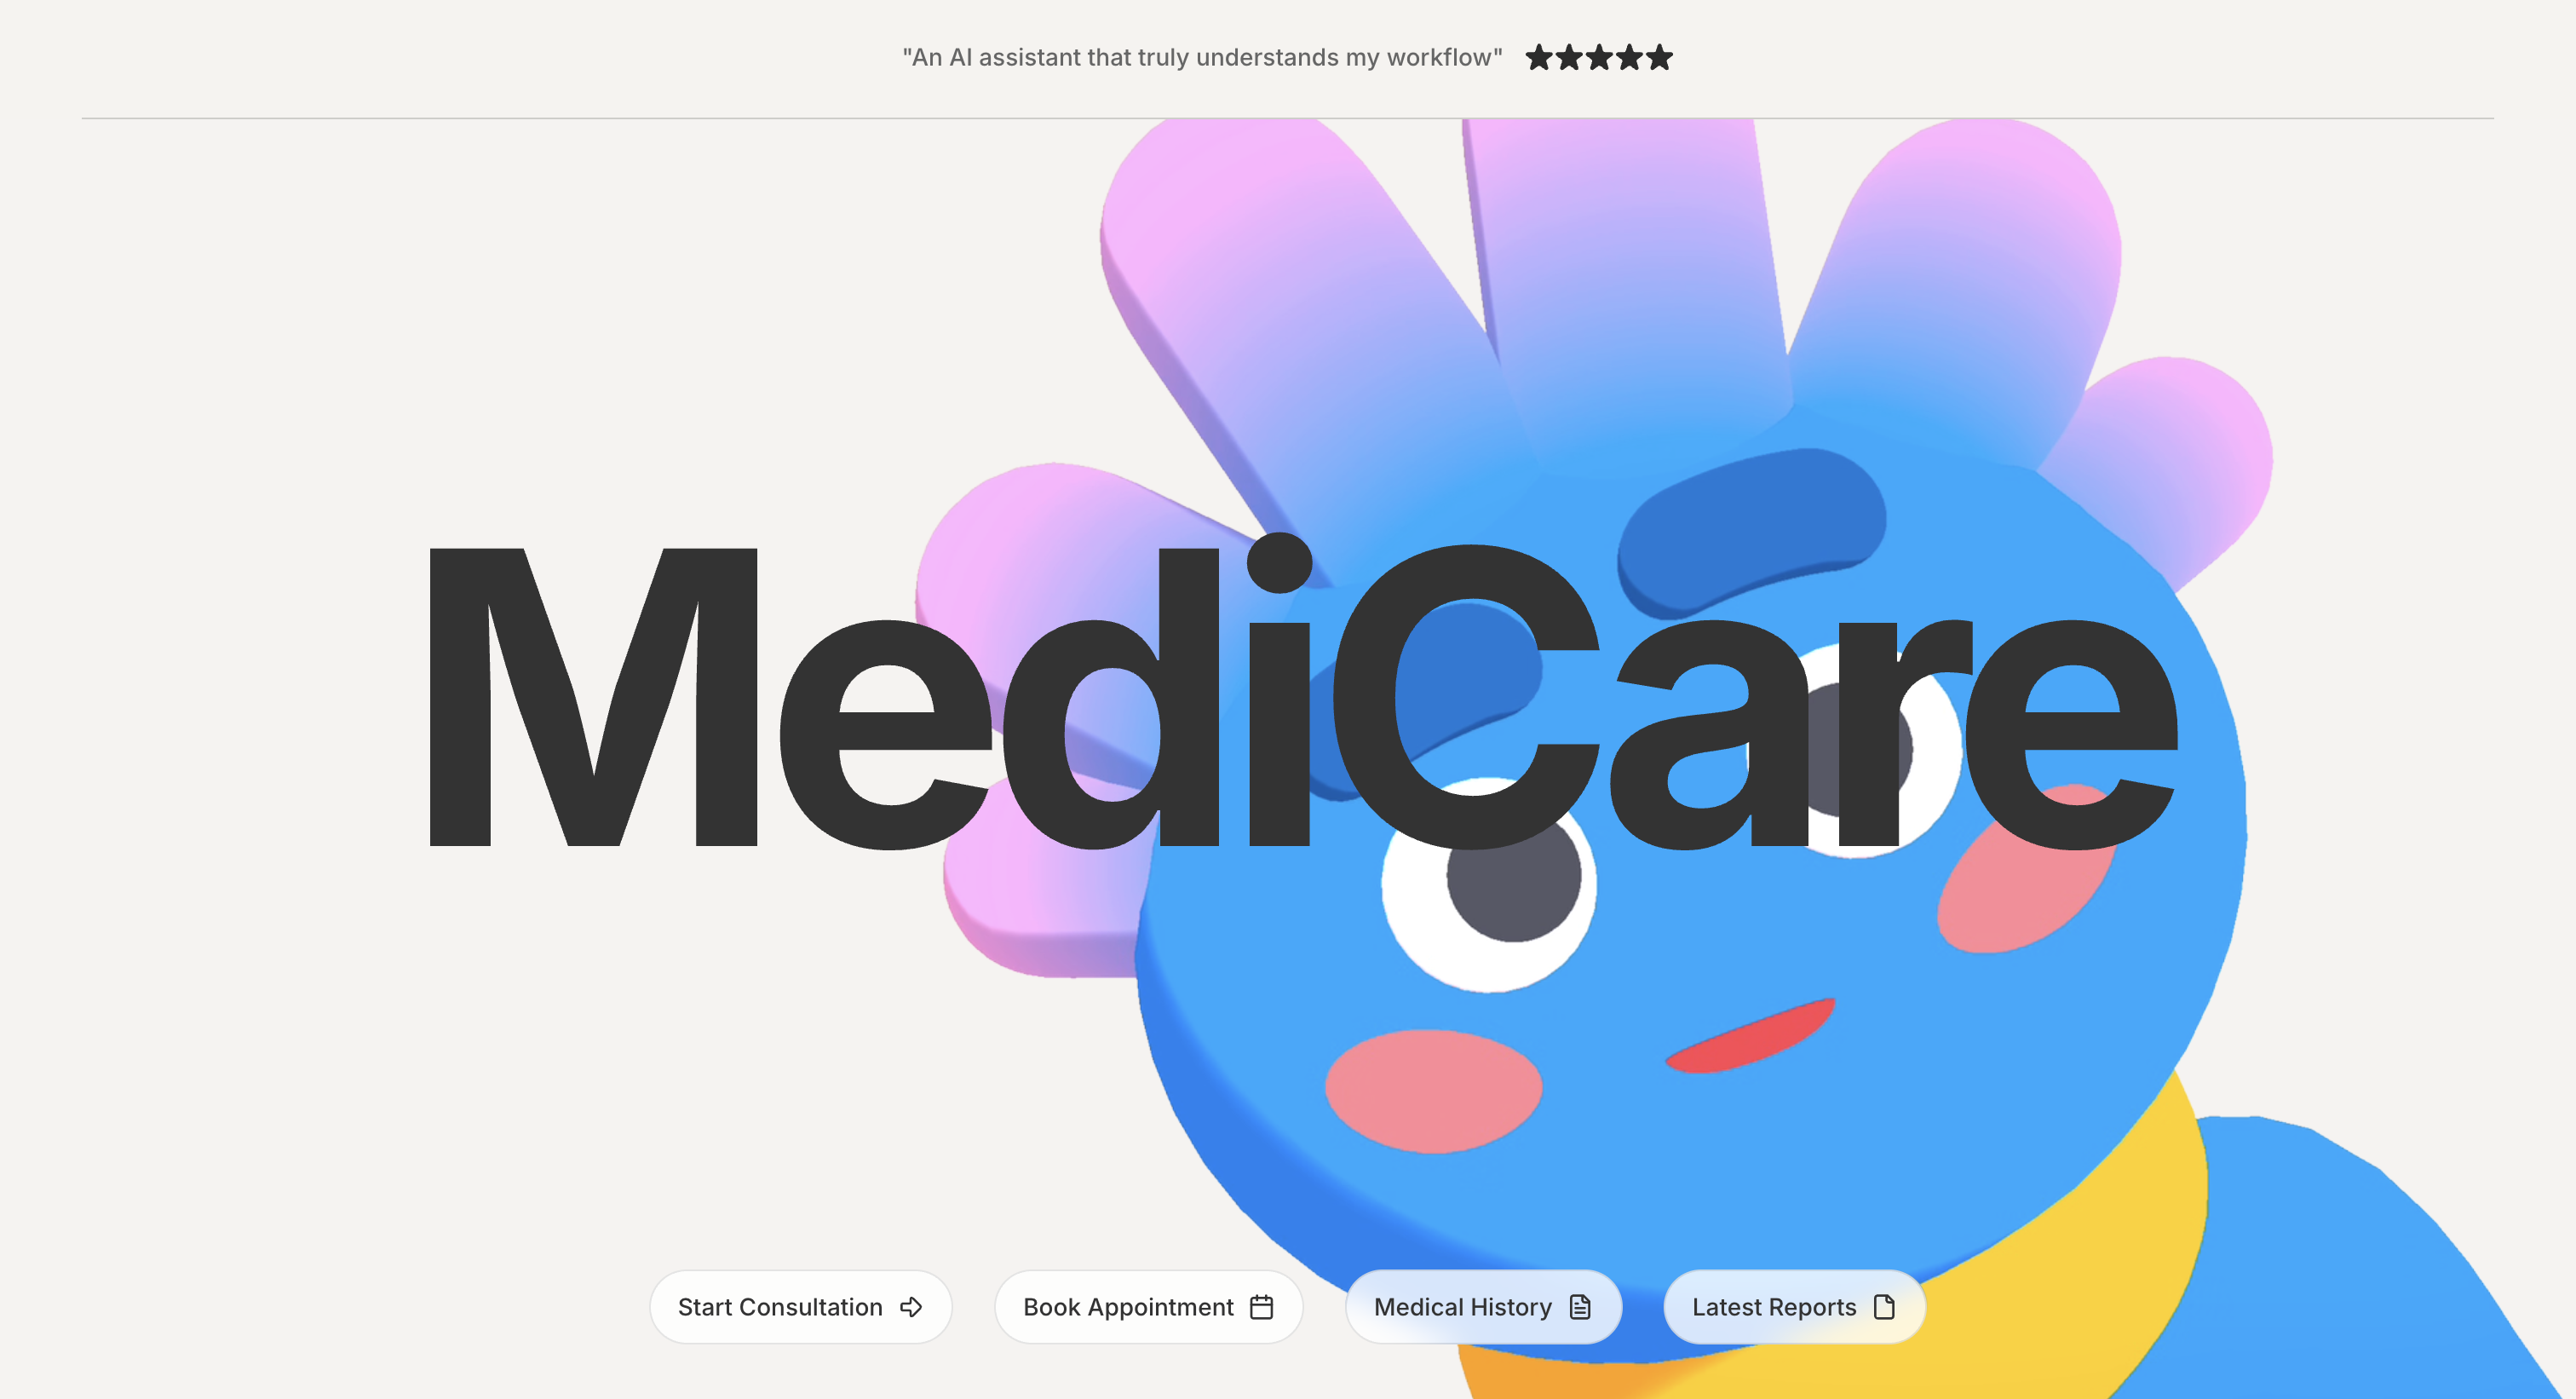 "An AI assistant that truly understands my workflow" ★★★★★
MediCare
Start Consultation
Book Appointment
Medical History
Latest Reports